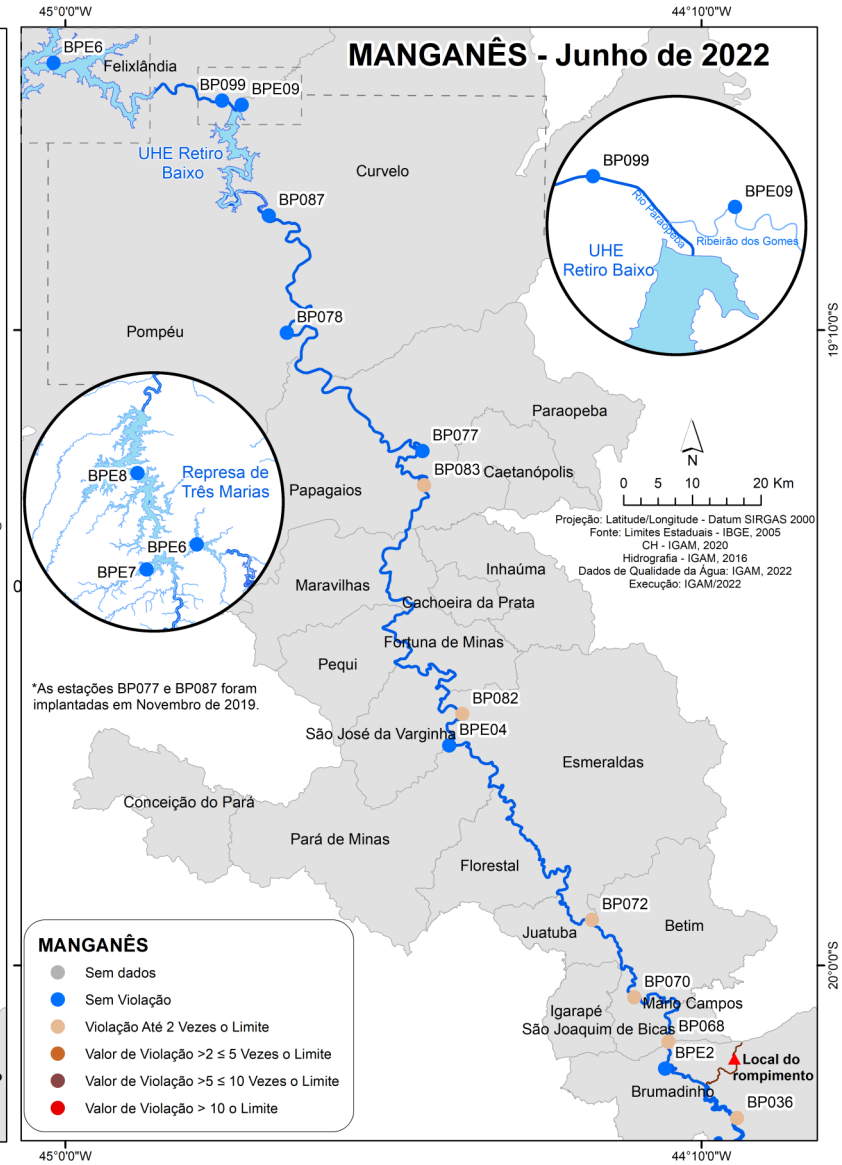 45°0'0"W
44°10'0"W
MANGANÊS - Junho de 2022
BPE6
Felixlândia
BP099
BPE09
UHE Retiro
Baixo
Curvelo
BP087
BP099
BPE09
Rio Paraopeba
Ribeirão dos Gomes
UHE
Retiro Baixo
Pompéu
BP078
19°10'0"S
Paraopeba
BP077
BP083
Caetanópolis
Papagaios
N
0 5 10 20 Km
Projeção: Latitude/Longitude - Datum SIRGAS 2000
Fonte: Limites Estaduais - IBGE, 2005
CH - IGAM, 2020
Hidrografia - IGAM, 2016
Dados de Qualidade da Água: IGAM, 2022
Execução: IGAM/2022
BPE8
Represa de
Três Marias
BPE6
BPE7
Inhaúma
Maravilhas
Cachoeira da Prata
Fortuna de Minas
Pequi
*As estações BP077 e BP087 foram
implantadas em Novembro de 2019.
BP082
São José da Varginha
BPE04
Esmeraldas
Conceição do Pará
Pará de Minas
Florestal
BP072
Juatuba
Betim
20°0'0"S
BP070
Mário Campos
Igarapé
São Joaquim de Bicas
BP068
BPE2
Local do
rompimento
Brumadinho
BP036
MANGANÊS
Sem dados
Sem Violação
Violação Até 2 Vezes o Limite
Valor de Violação >2 ≤ 5 Vezes o Limite
Valor de Violação >5 ≤ 10 Vezes o Limite
Valor de Violação > 10 o Limite
45°0'0"W
44°10'0"W